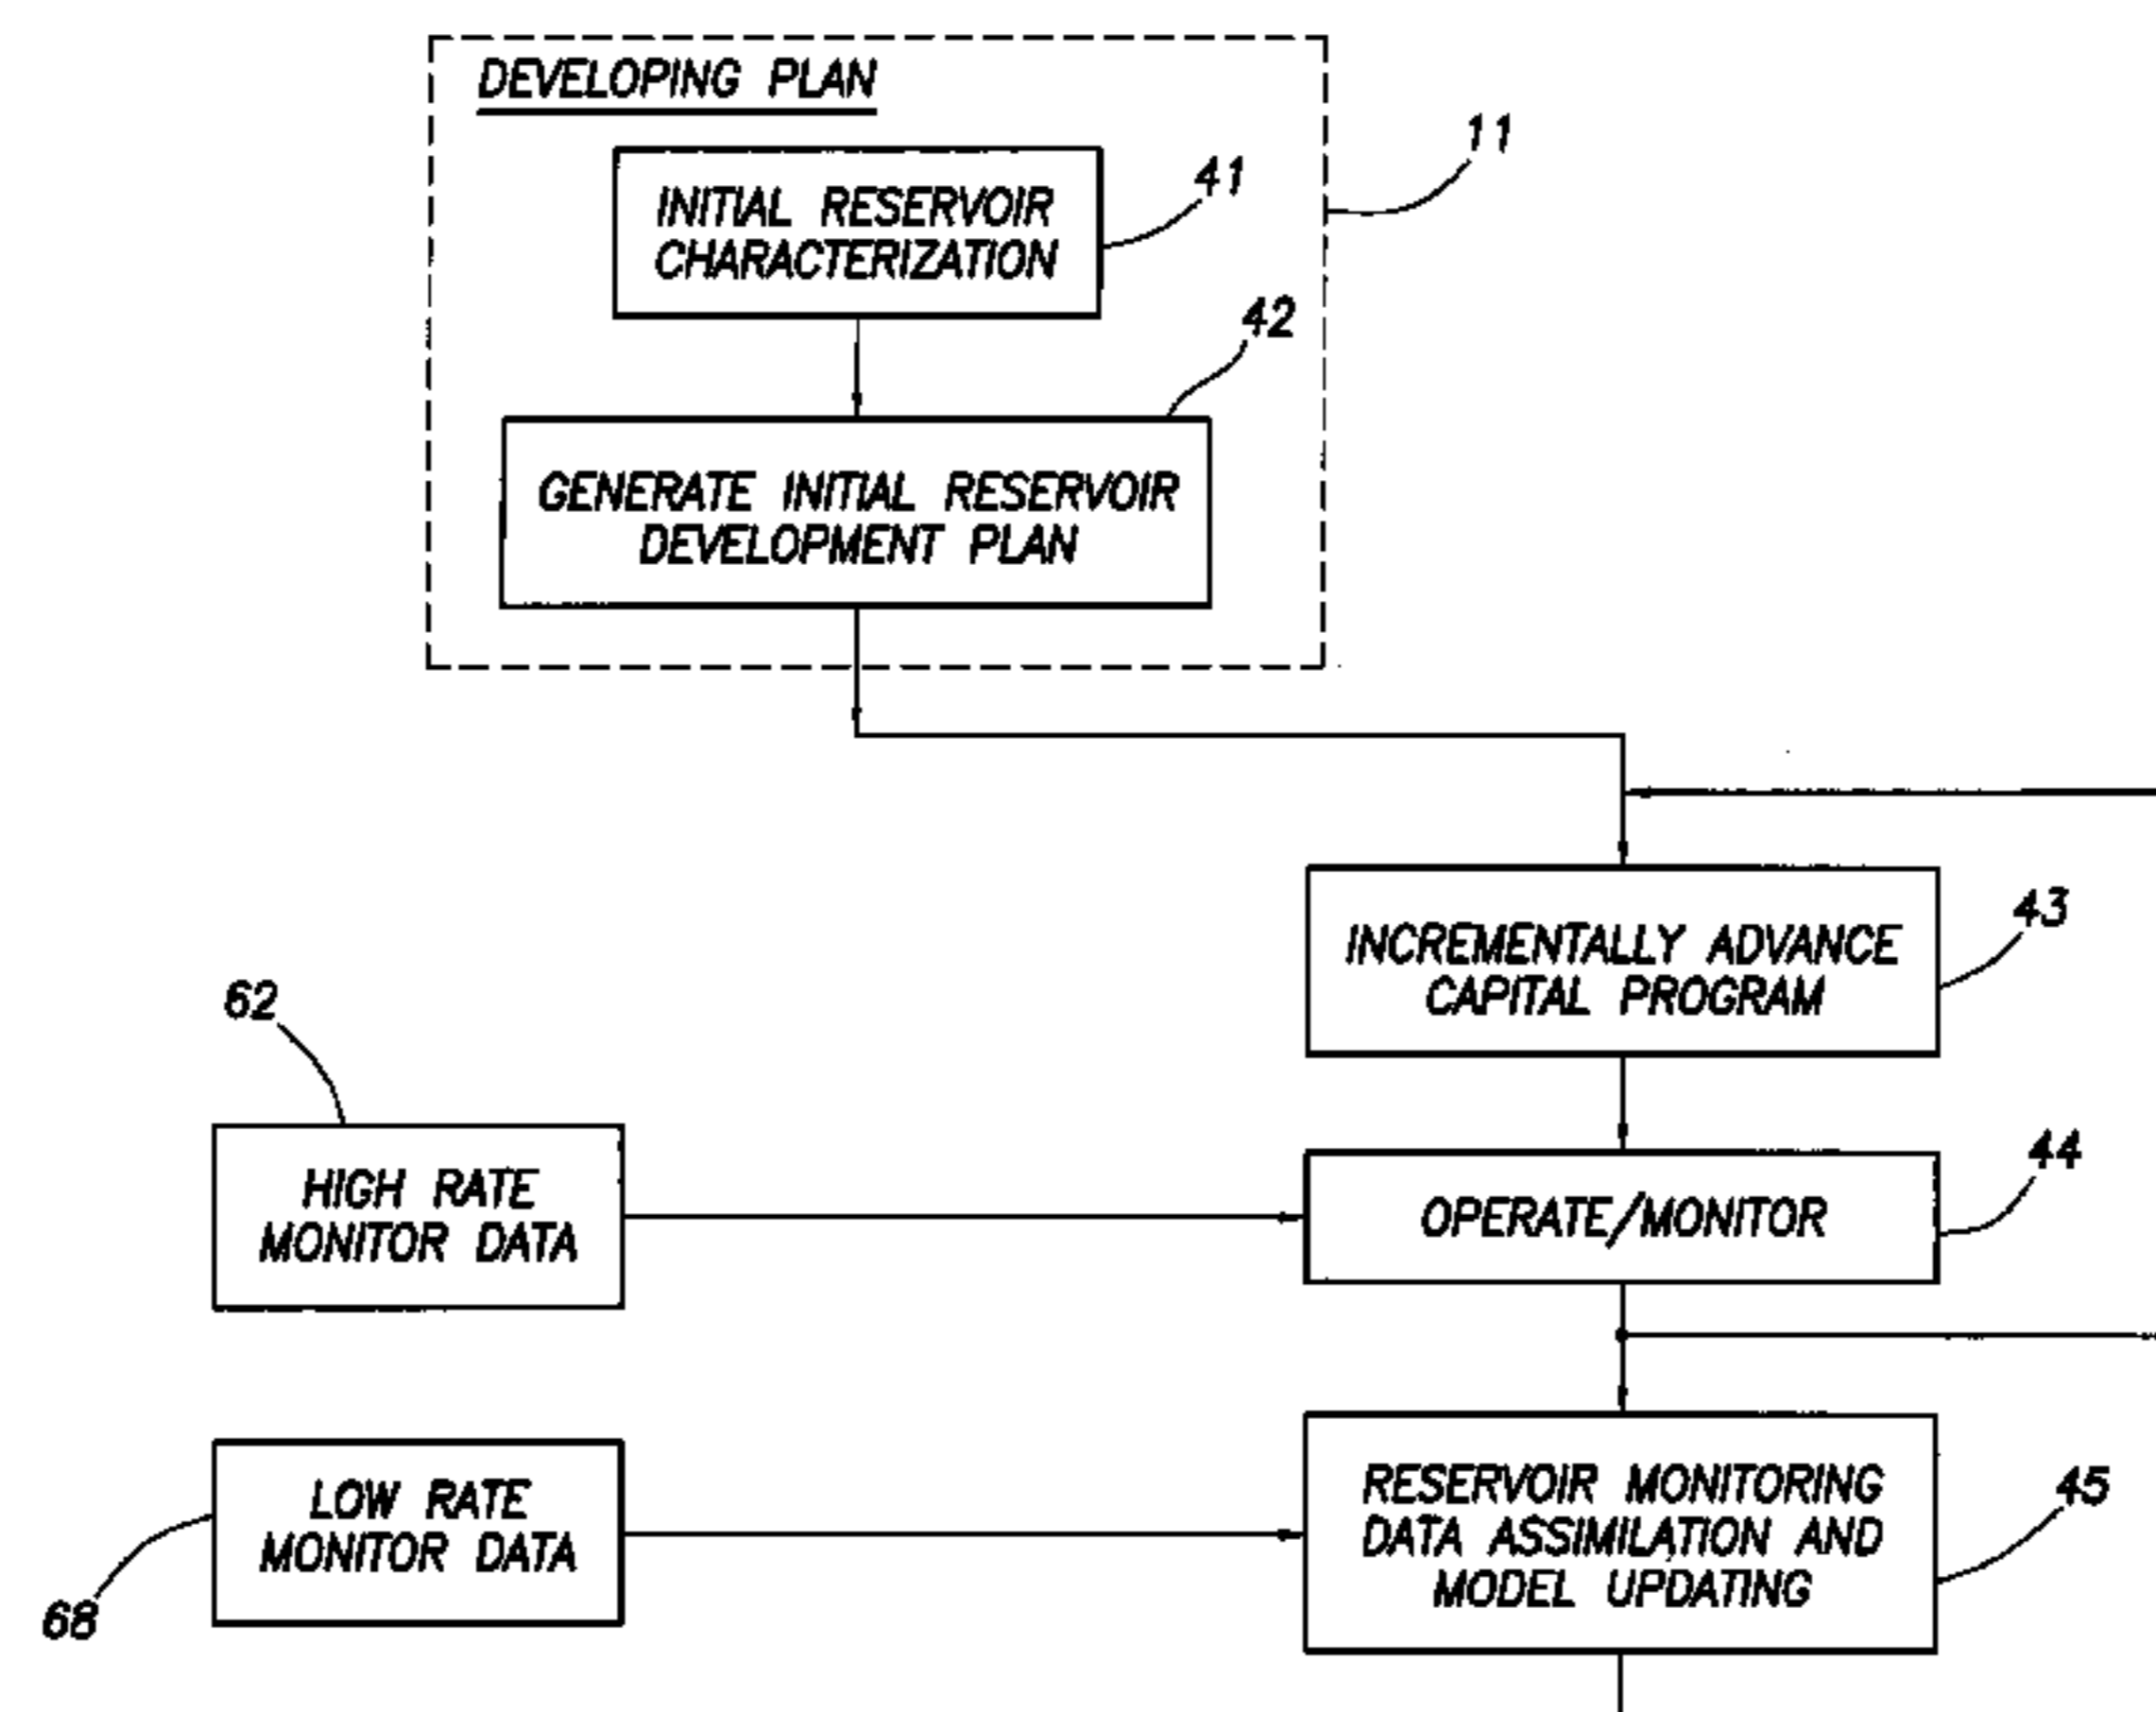 DEVELOPING PLAN
11
INITIAL RESERVOIR
CHARACTERIZATION
41
42
GENERATE INITIAL RESERVOIR
DEVELOPMENT PLAN
INCREMENTALLY ADVANCE
CAPITAL PROGRAM
43
62
HIGH RATE
MONITOR DATA
OPERATE/MONITOR
44
LOW RATE
MONITOR DATA
68
RESERVOIR MONITORING
DATA ASSIMILATION AND
MODEL UPDATING
45